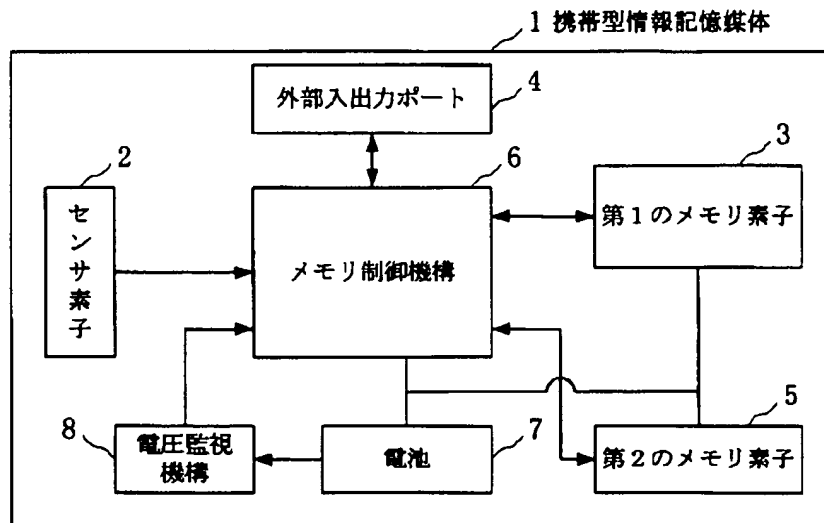 1 携帯型情報記憶媒体
外部入出力ポート
4
2
6
3
センサ素子
メモリ制御機構
第1のメモリ素子
8
電圧監視
機構
電池
7
5
第2のメモリ素子